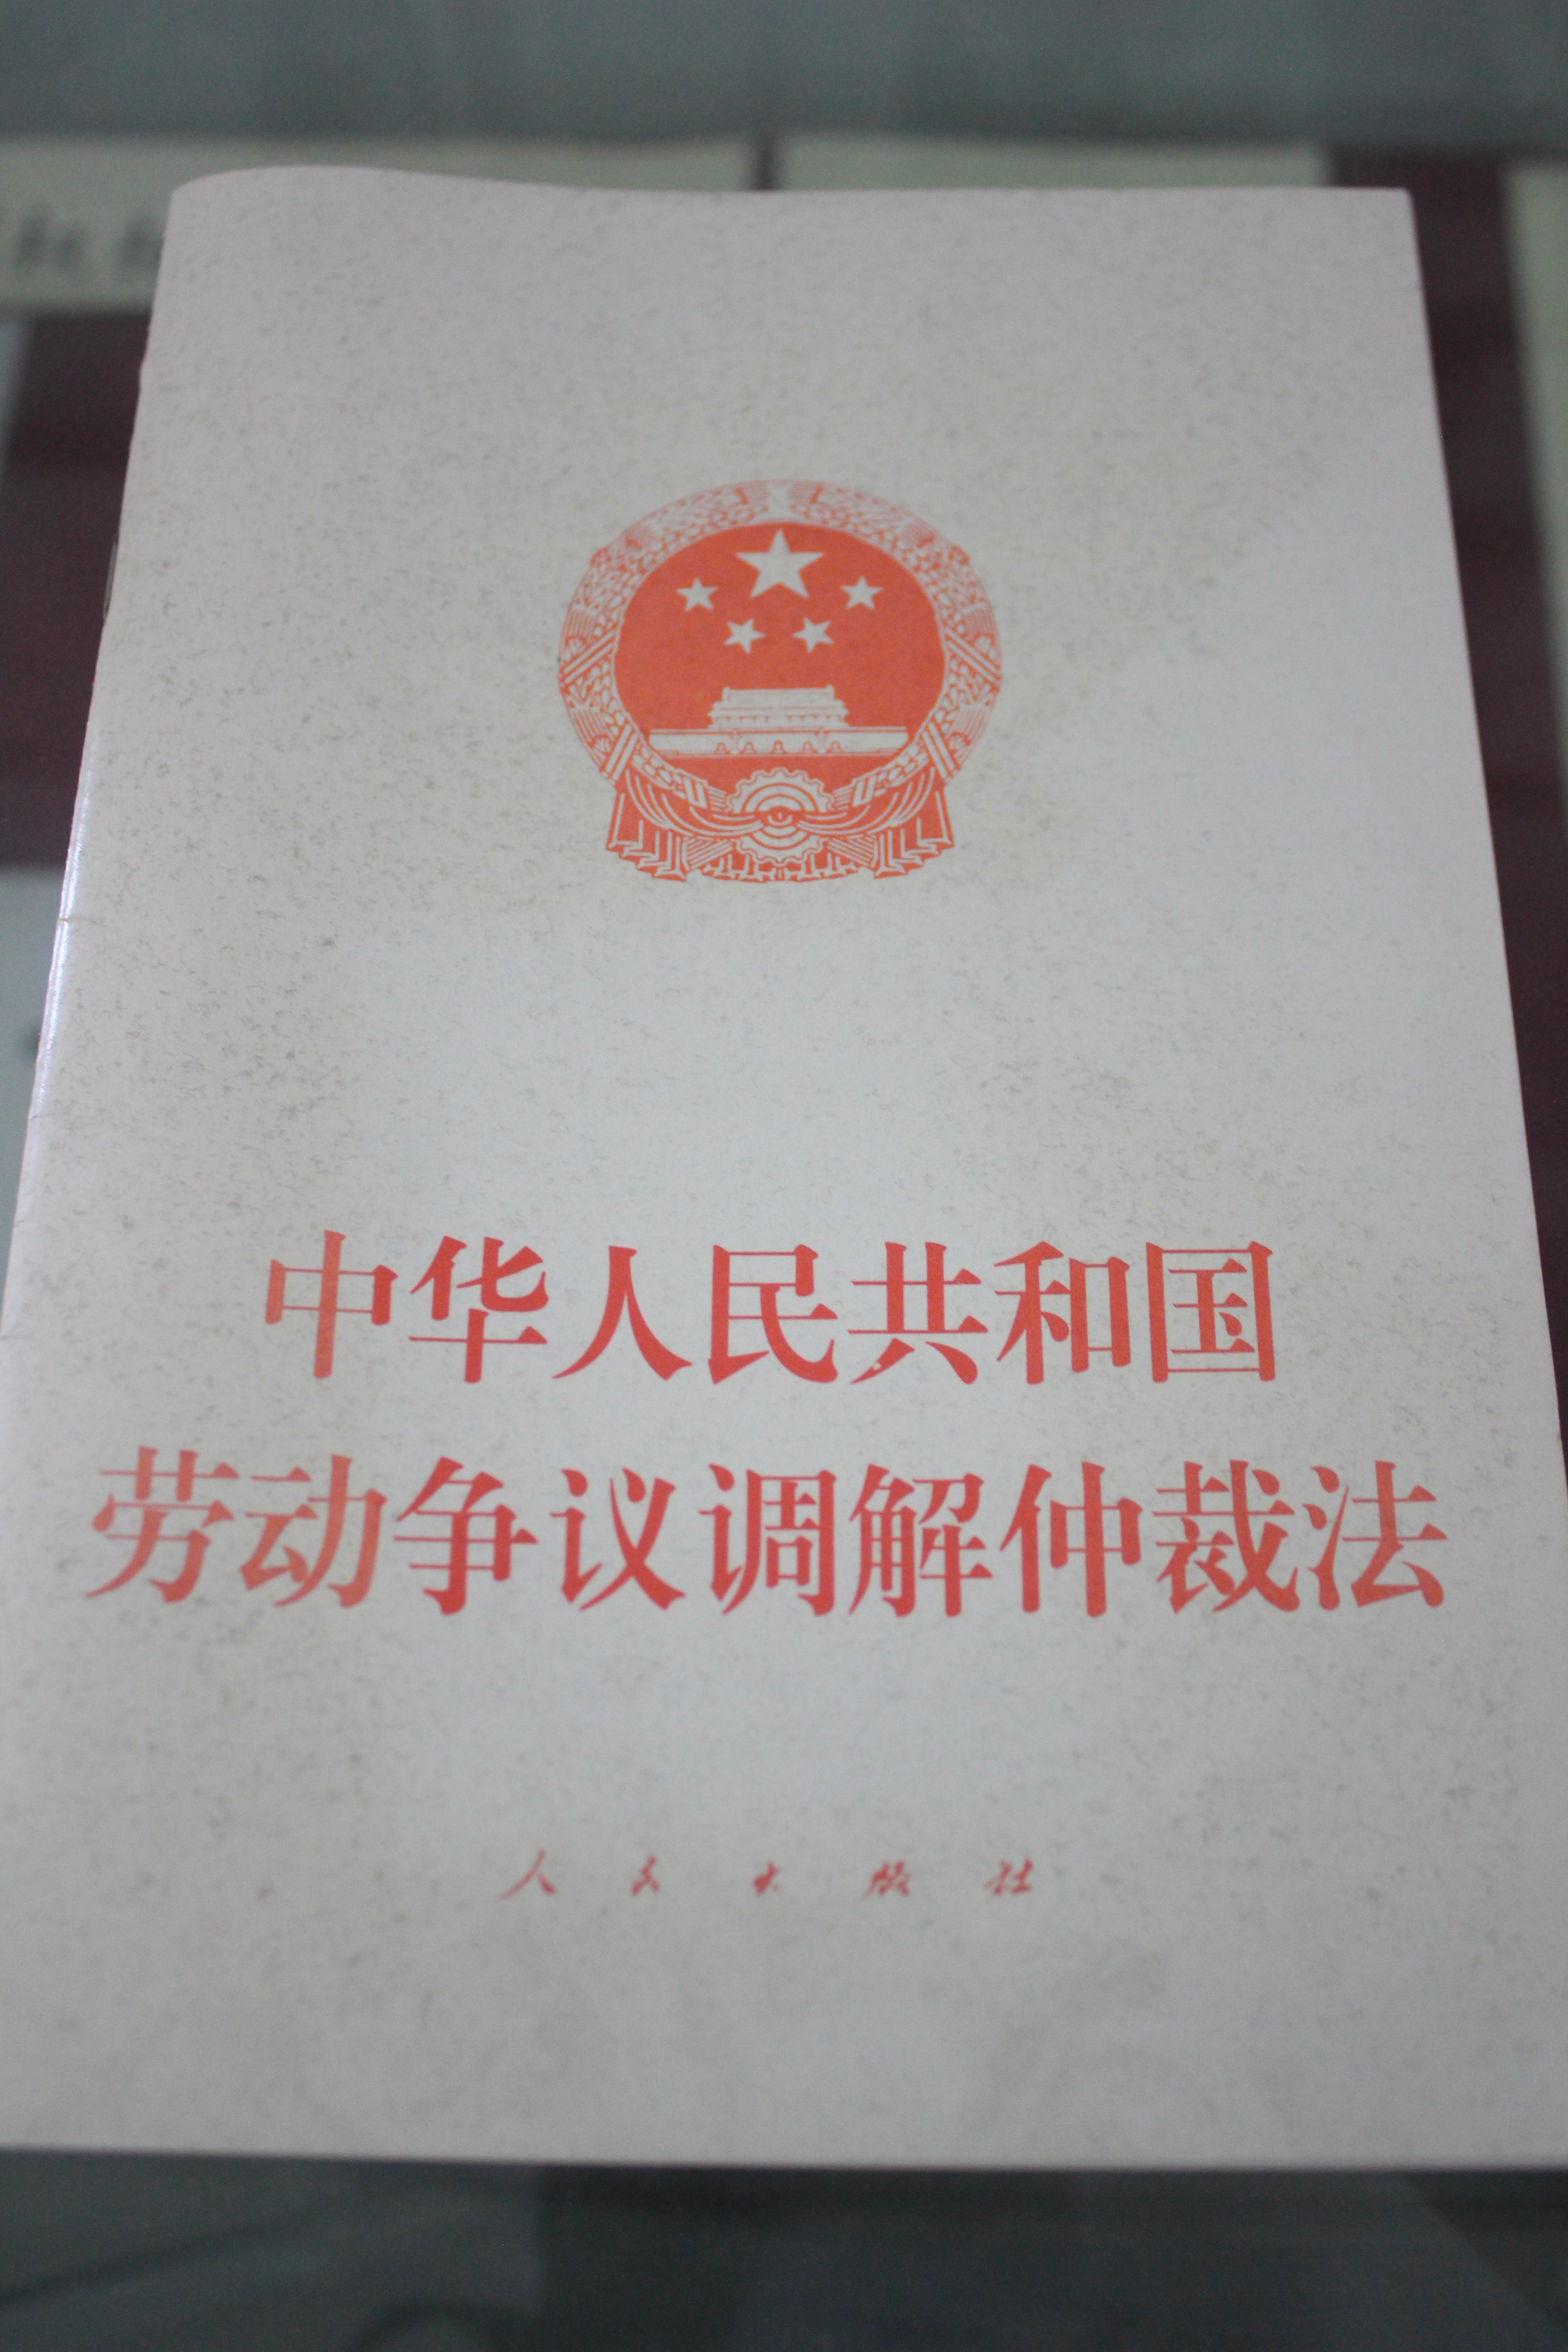 中华人民共和国
劳动争议调解仲裁法
人民出版社